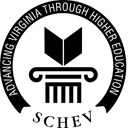 ADVANCING VIRGINIA THROUGH HIGHER EDUCATION
SCHEV